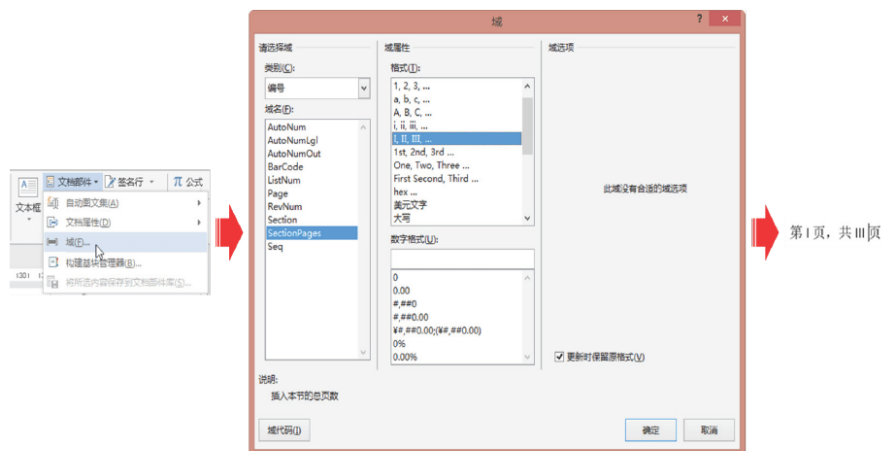 文档部件
签名行
π 公式
文本框
自动图文集(A)
文档属性(D)
域(F)...
构建基块管理器(B)...
将所选内容保存到文档部件库(S)...
域
?
×
请选择域
类别(C):
编号
域名(F):
AutoNum
AutoNumLgl
AutoNumOut
BarCode
ListNum
Page
RevNum
Section
SectionPages
Seq
域属性
格式(T):
1, 2, 3, ...
a, b, c, ...
A, B, C, ...
i, ii, iii, ...
I, II, III, ...
1st, 2nd, 3rd ...
One, Two, Three ...
First Second, Third ...
hex ...
美元文字
大写
数字格式(U):
0
0.00
#,##0
#,##0.00
¥#,##0.00;(¥#,##0.00)
0%
0.00%
域选项
此域没有合适的域选项
更新时保留原格式(V)
说明:
插入本节的总页数
域代码(I)
确定
取消
第 I 页，共 III 页